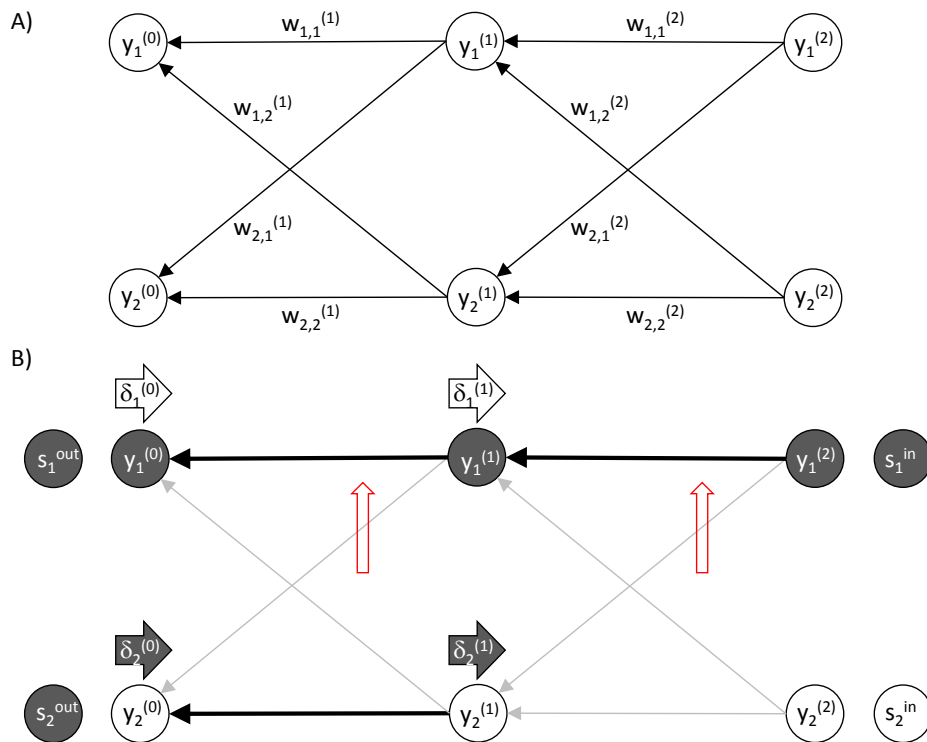 A)
w₁,₁⁽¹⁾ w₁,₁⁽²⁾
y₁⁽⁰⁾ y₁⁽¹⁾ y₁⁽²⁾
w₁,₂⁽¹⁾ w₁,₂⁽²⁾
w₂,₁⁽¹⁾ w₂,₁⁽²⁾
y₂⁽⁰⁾ y₂⁽¹⁾ y₂⁽²⁾
w₂,₂⁽¹⁾ w₂,₂⁽²⁾
B)
δ₁⁽⁰⁾ δ₁⁽¹⁾
s₁ᵒᵘᵗ y₁⁽⁰⁾ y₁⁽¹⁾ y₁⁽²⁾ s₁ⁱⁿ
δ₂⁽⁰⁾ δ₂⁽¹⁾
s₂ᵒᵘᵗ y₂⁽⁰⁾ y₂⁽¹⁾ y₂⁽²⁾ s₂ⁱⁿ